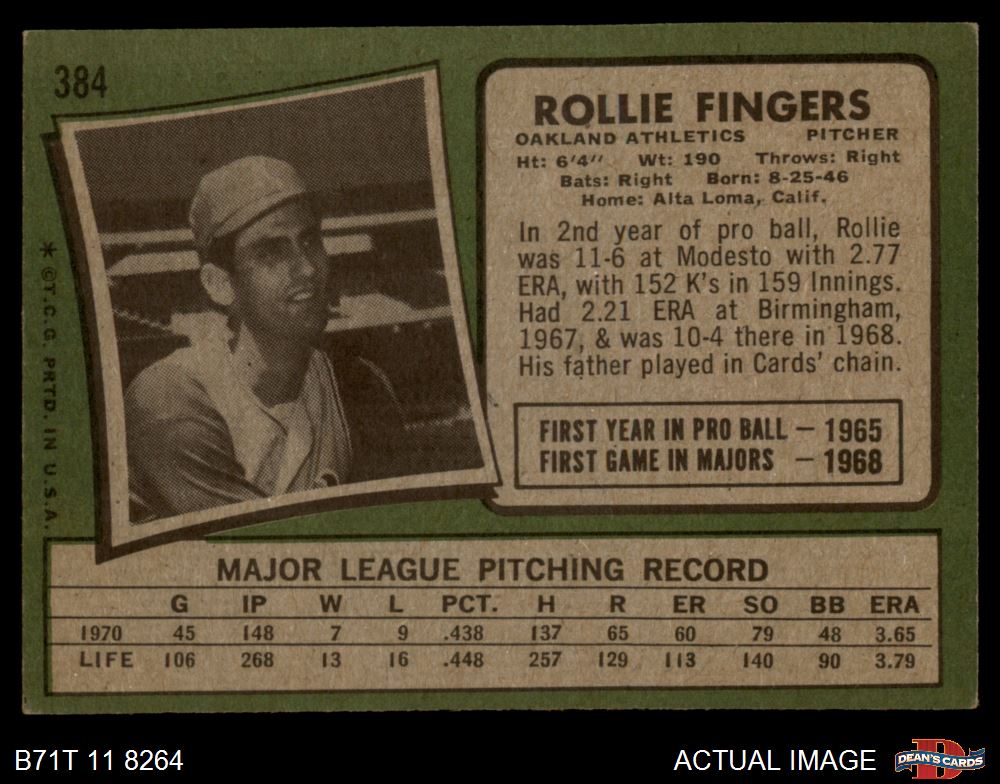 384
ROLLIE FINGERS
OAKLAND ATHLETICS PITCHER
Ht: 6'4" Wt: 190 Throws: Right
Bats: Right Born: 8-25-46
Home: Alta Loma, Calif.
In 2nd year of pro ball, Rollie
was 11-6 at Modesto with 2.77
ERA, with 152 K's in 159 Innings.
Had 2.21 ERA at Birmingham,
1967, & was 10-4 there in 1968.
His father played in Cards' chain.
FIRST YEAR IN PRO BALL — 1965
FIRST GAME IN MAJORS — 1968
* ©T.C.G. PRTD. IN U.S.A.
MAJOR LEAGUE PITCHING RECORD
G IP W L PCT. H R ER SO BB ERA
1970 45 148 7 9 .438 137 65 60 79 48 3.65
LIFE 106 268 13 16 .448 257 129 113 140 90 3.79
B71T 11 8264
ACTUAL IMAGE
DEAN'S CARDS